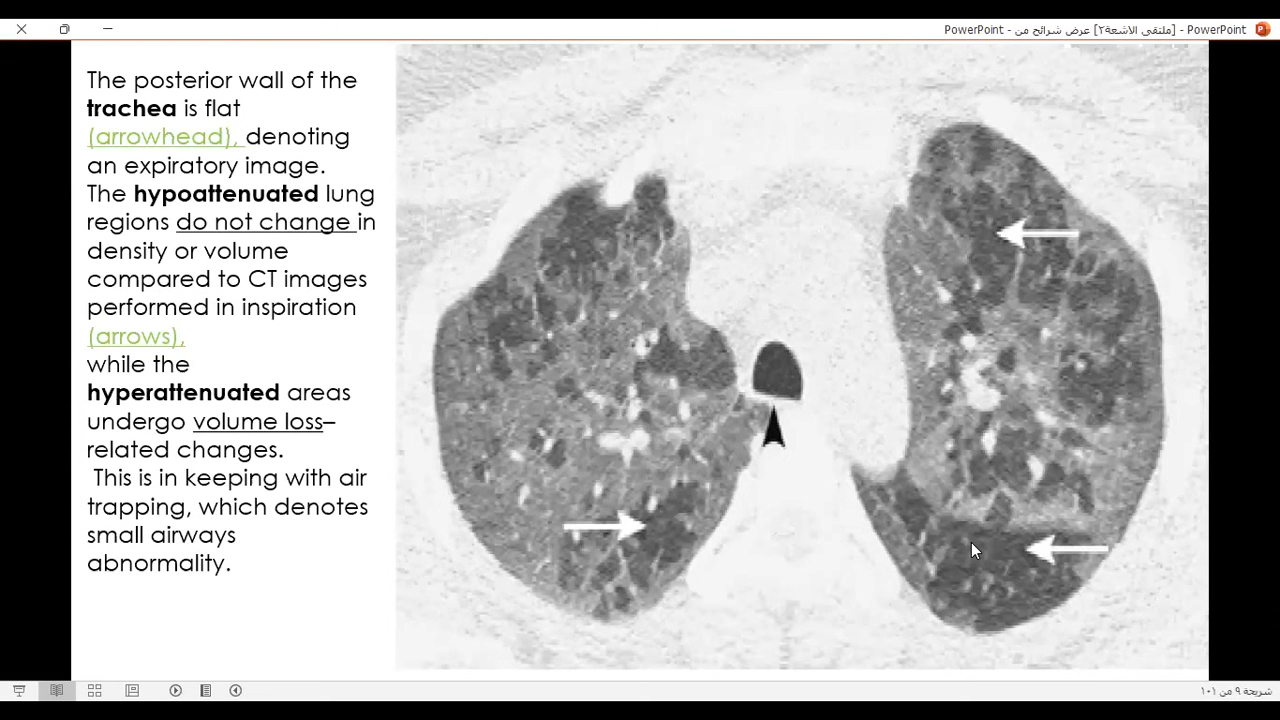 PowerPoint - [ملتقى الاشعة٢] عرض شرائح من - PowerPoint
The posterior wall of the
trachea is flat
(arrowhead), denoting
an expiratory image.
The hypoattenuated lung
regions do not change in
density or volume
compared to CT images
performed in inspiration
(arrows),
while the
hyperattenuated areas
undergo volume loss–
related changes.
This is in keeping with air
trapping, which denotes
small airways
abnormality.
شريحة ٩ من ١٠١